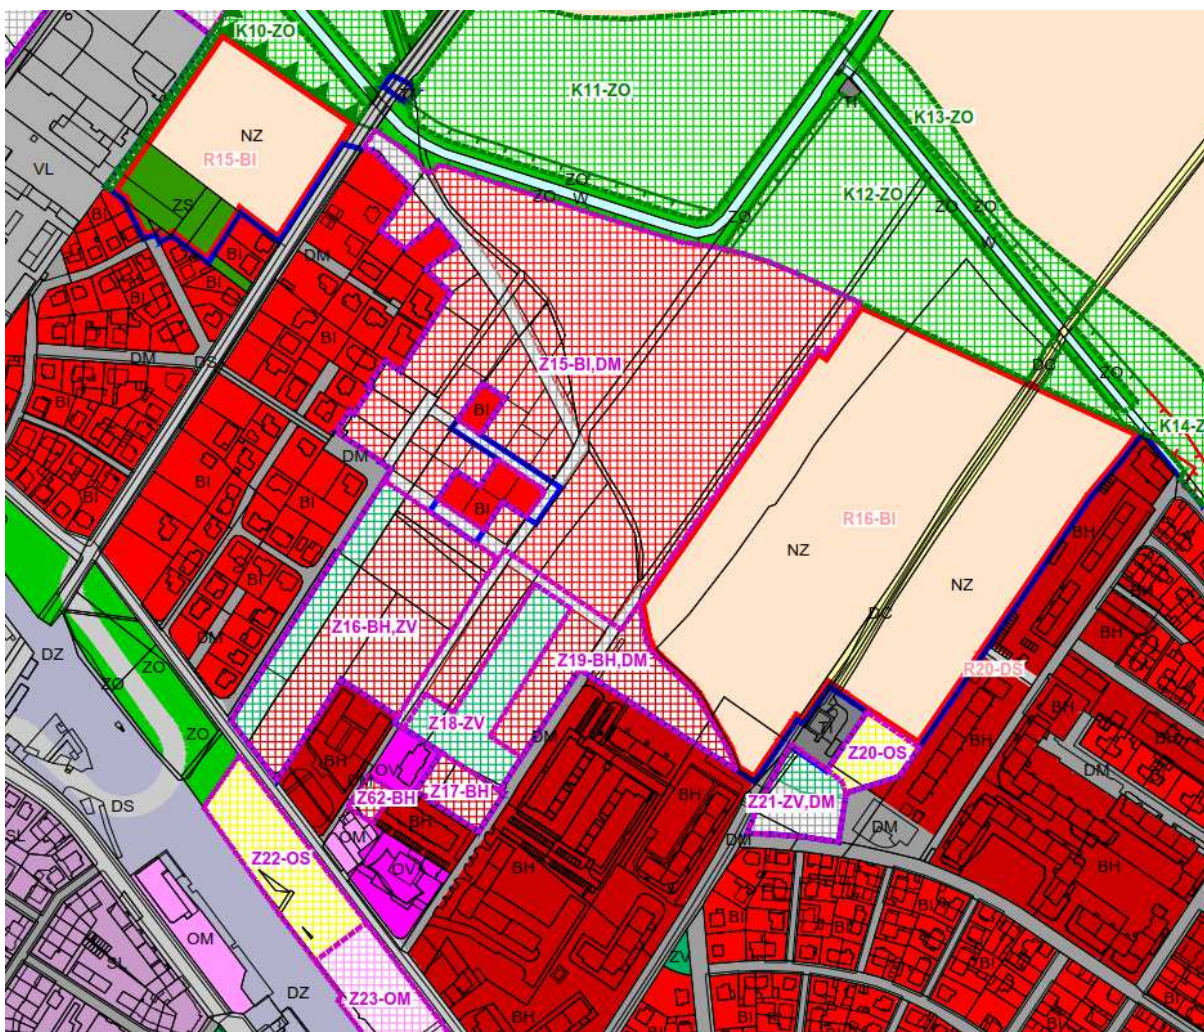 K10-ZO
K11-ZO
K13-ZO
NZ
R15-BI
VL
ZO
K12-ZO
ZO
W
ZO
ZO
ZO
ZS
BI
W
BI
DM
BI
BI
Z15-BI,DM
DM
DS
BI
DC
ZO
BI
BI
K14-Z
BI
DM
BI
BI
R16-BI
NZ
BH
NZ
BI
DC
BH
Z16-BH,ZV
DM
DZ
ZO
Z19-BH,DM
R20-DS
ZO
ZO
Z18-ZV
DM
BH
Z20-OS
BH
BH
OV
Z17-BH
BH
DM
Z62-BH
Z21-ZV,DM
DS
OM
BH
DM
DM
SL
Z22-OS
OV
BH
BH
BI
BI
OM
BI
BI
SL
ZV
DZ
Z23-OM
BH
BI
BI